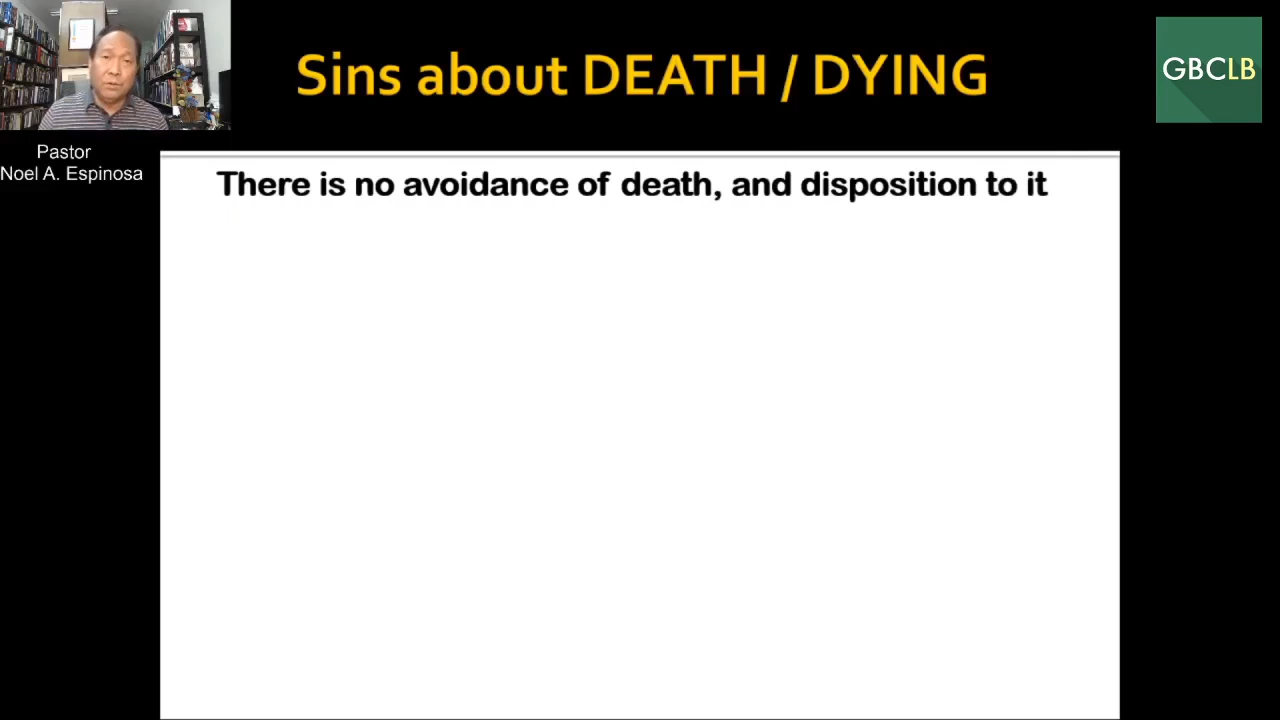 Sins about DEATH / DYING
GBCLB
Pastor
Noel A. Espinosa
There is no avoidance of death, and disposition to it